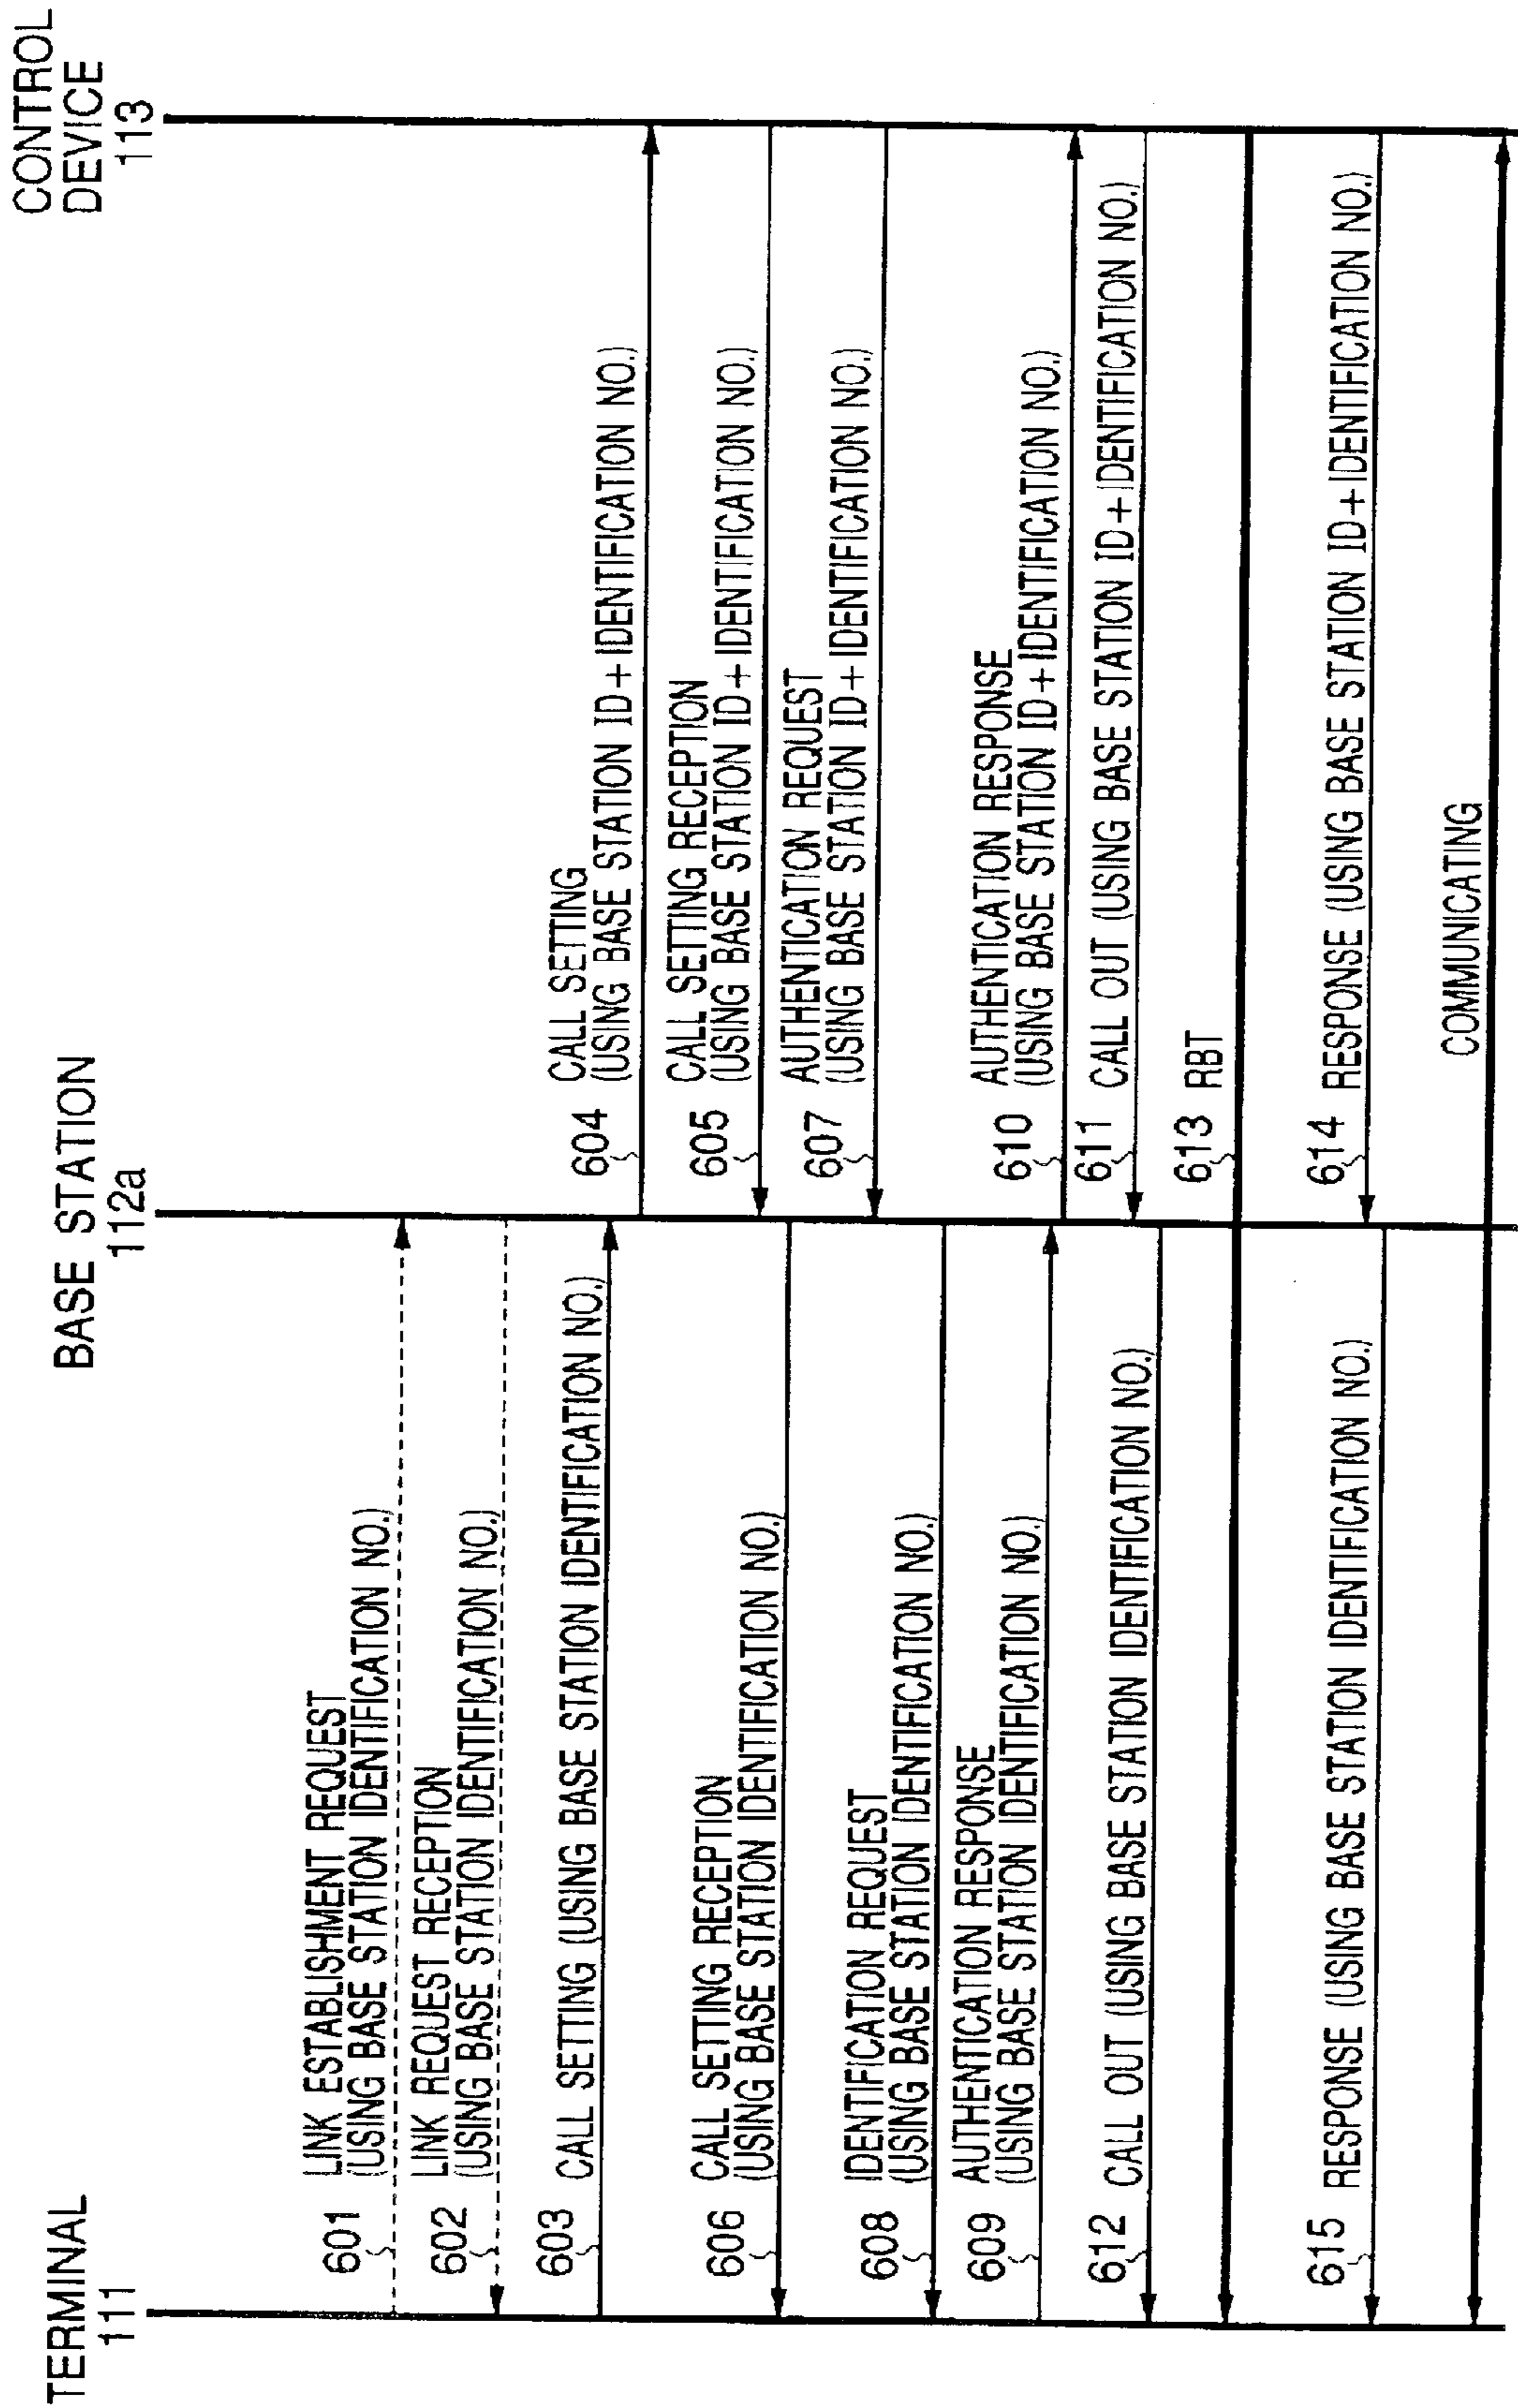 TERMINAL
111
BASE STATION
112a
CONTROL
DEVICE
113
601
LINK ESTABLISHMENT REQUEST
(USING BASE STATION IDENTIFICATION NO.)
602
LINK REQUEST RECEPTION
(USING BASE STATION IDENTIFICATION NO.)
603
CALL SETTING (USING BASE STATION IDENTIFICATION NO.)
604
CALL SETTING
(USING BASE STATION ID+IDENTIFICATION NO.)
605
CALL SETTING RECEPTION
(USING BASE STATION ID+IDENTIFICATION NO.)
606
CALL SETTING RECEPTION
(USING BASE STATION IDENTIFICATION NO.)
607
AUTHENTICATION REQUEST
(USING BASE STATION ID+IDENTIFICATION NO.)
608
IDENTIFICATION REQUEST
(USING BASE STATION IDENTIFICATION NO.)
609
AUTHENTICATION RESPONSE
(USING BASE STATION IDENTIFICATION NO.)
610
AUTHENTICATION RESPONSE
(USING BASE STATION ID+IDENTIFICATION NO.)
611
CALL OUT (USING BASE STATION ID+IDENTIFICATION NO.)
612
CALL OUT (USING BASE STATION IDENTIFICATION NO.)
613
RBT
614
RESPONSE (USING BASE STATION ID+IDENTIFICATION NO.)
615
RESPONSE (USING BASE STATION IDENTIFICATION NO.)
COMMUNICATING